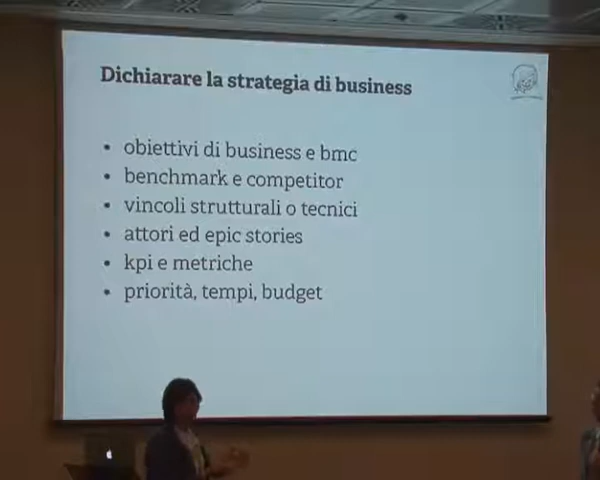 Dichiarare la strategia di business
• obiettivi di business e bmc
• benchmark e competitor
• vincoli strutturali o tecnici
• attori ed epic stories
• kpi e metriche
• priorità, tempi, budget